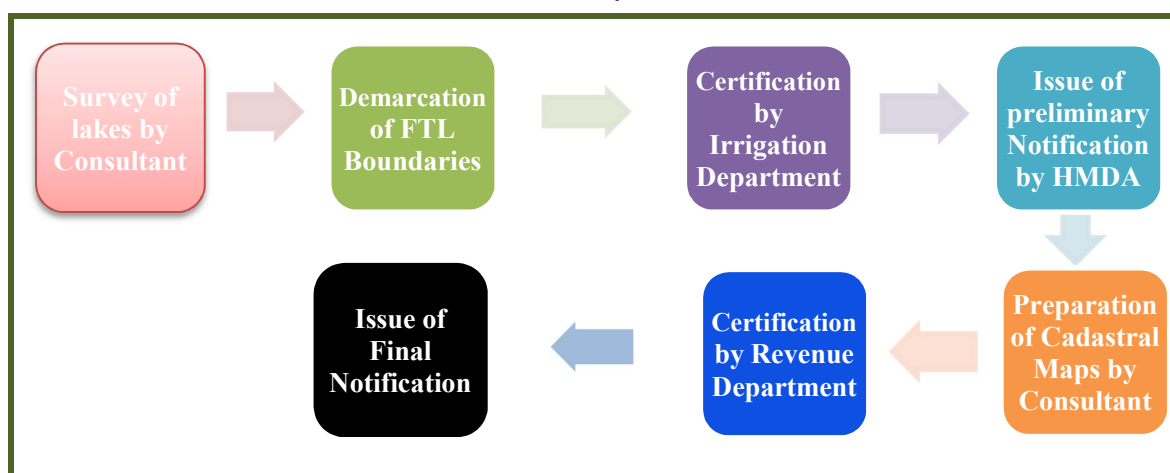 Survey of
lakes by
Consultant
Demarcation
of FTL
Boundaries
Certification
by
Irrigation
Department
Issue of
preliminary
Notification
by HMDA
Preparation
of Cadastral
Maps by
Consultant
Certification
by Revenue
Department
Issue of
Final
Notification